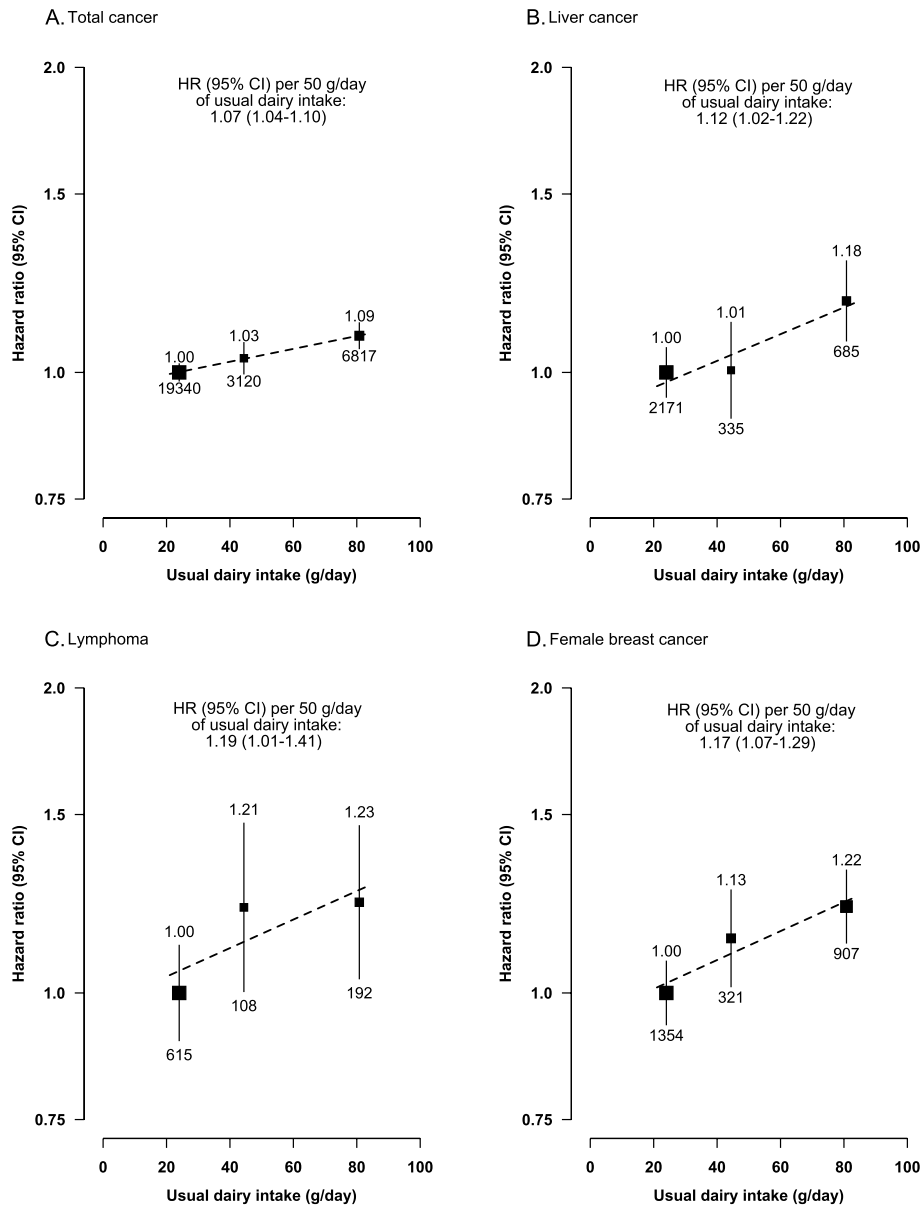 A. Total cancer
HR (95% CI) per 50 g/day
of usual dairy intake:
1.07 (1.04-1.10)
Hazard ratio (95% CI)
2.0
1.5
1.0
0.75
1.00
19340
1.03
3120
1.09
6817
0 20 40 60 80 100
Usual dairy intake (g/day)
B. Liver cancer
HR (95% CI) per 50 g/day
of usual dairy intake:
1.12 (1.02-1.22)
Hazard ratio (95% CI)
2.0
1.5
1.0
0.75
1.00
2171
1.01
335
1.18
685
0 20 40 60 80 100
Usual dairy intake (g/day)
C. Lymphoma
HR (95% CI) per 50 g/day
of usual dairy intake:
1.19 (1.01-1.41)
Hazard ratio (95% CI)
2.0
1.5
1.0
0.75
1.00
615
1.21
108
1.23
192
0 20 40 60 80 100
Usual dairy intake (g/day)
D. Female breast cancer
HR (95% CI) per 50 g/day
of usual dairy intake:
1.17 (1.07-1.29)
Hazard ratio (95% CI)
2.0
1.5
1.0
0.75
1.00
1354
1.13
321
1.22
907
0 20 40 60 80 100
Usual dairy intake (g/day)